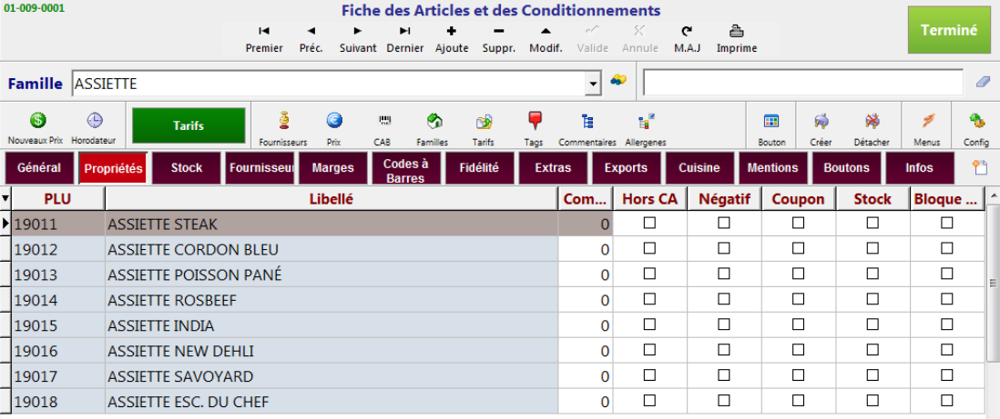 01-009-0001
Fiche des Articles et des Conditionnements
Terminé
Premier Préc. Suivant Dernier Ajoute Suppr. Modif. Valide Annule M.A.J Imprime
Famille ASSIETTE
Tarifs
Nouveaux Prix Horodateur Fournisseurs Prix CAB Familles Tarifs Tags Commentaires Allergenes Bouton Créer Détacher Menus Config
Général Propriétés Stock Fournisseu Marges Codes à Barres Fidélité Extras Exports Cuisine Mentions Boutons Infos
PLU Libellé Com... Hors CA Négatif Coupon Stock Bloque ...
19011 ASSIETTE STEAK 0
19012 ASSIETTE CORDON BLEU 0
19013 ASSIETTE POISSON PANÉ 0
19014 ASSIETTE ROSBEEF 0
19015 ASSIETTE INDIA 0
19016 ASSIETTE NEW DEHLI 0
19017 ASSIETTE SAVOYARD 0
19018 ASSIETTE ESC. DU CHEF 0